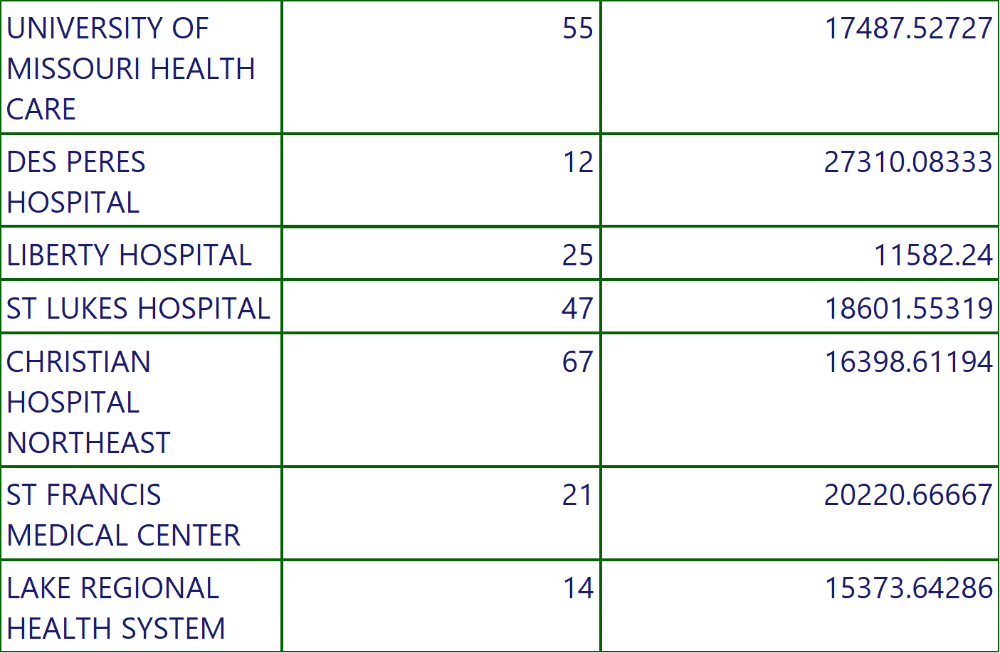 UNIVERSITY OF 55 17487.52727
MISSOURI HEALTH
CARE
DES PERES 12 27310.08333
HOSPITAL
LIBERTY HOSPITAL 25 11582.24
ST LUKES HOSPITAL 47 18601.55319
CHRISTIAN 67 16398.61194
HOSPITAL
NORTHEAST
ST FRANCIS 21 20220.66667
MEDICAL CENTER
LAKE REGIONAL 14 15373.64286
HEALTH SYSTEM